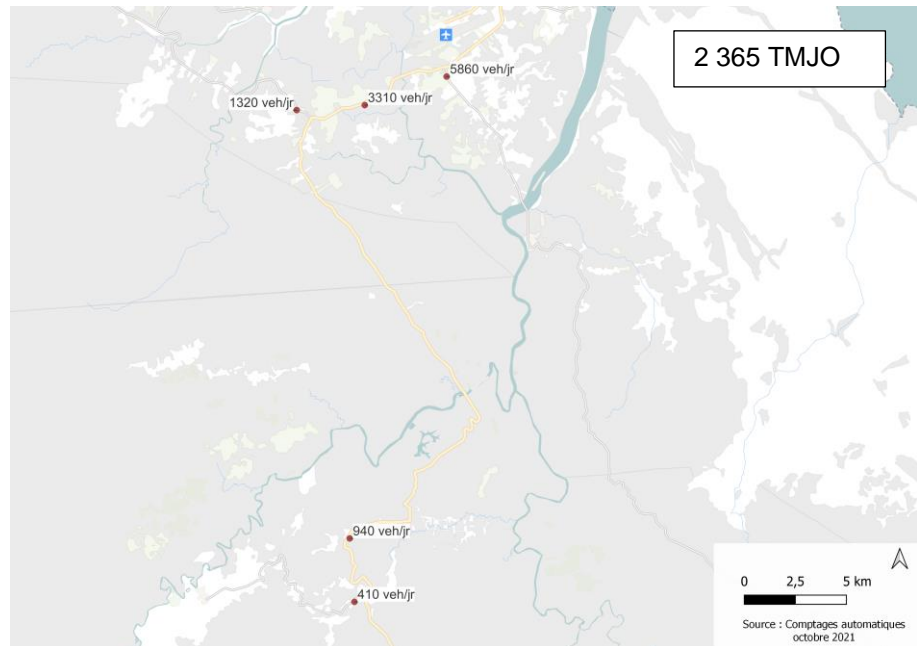 2 365 TMJO
5860 veh/jr
3310 veh/jr
1320 veh/jr
940 veh/jr
410 veh/jr
0 2,5 5 km
Source : Comptages automatiques
octobre 2021